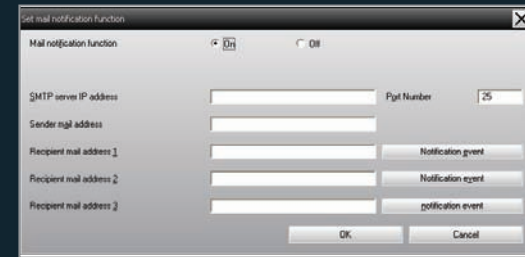 Set mail notification function
Mail notification function On Off
SMTP server IP address Port Number 25
Sender mail address
Recipient mail address 1 Notification event
Recipient mail address 2 Notification event
Recipient mail address 3 notification event
OK Cancel